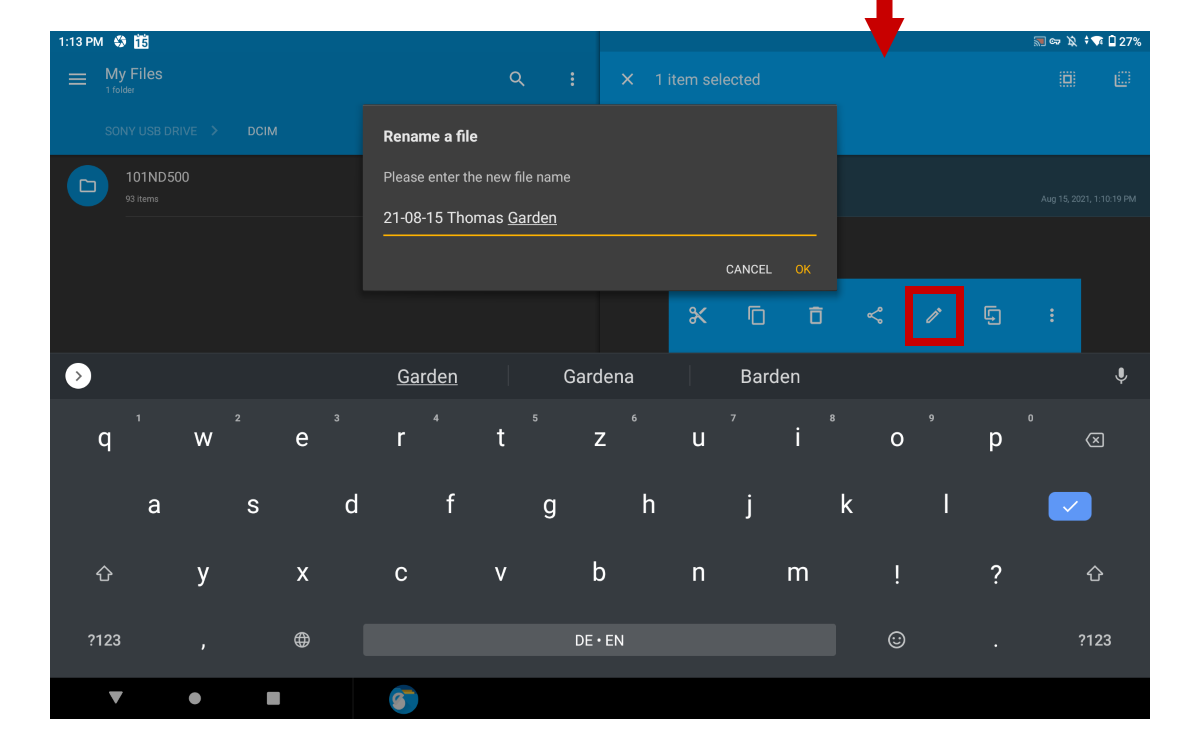 1:13 PM 15 27%
My Files
1 folder
1 item selected
SONY USB DRIVE > DCIM
Rename a file
Please enter the new file name
21-08-15 Thomas Garden
CANCEL OK
101ND500
93 items
Aug 15, 2021, 1:10:19 PM
Garden Gardena Barden
1 2 3 4 5 6 7 8 9 0
q w e r t z u i o p
a s d f g h j k l
y x c v b n m ! ?
?123 , DE • EN . ?123